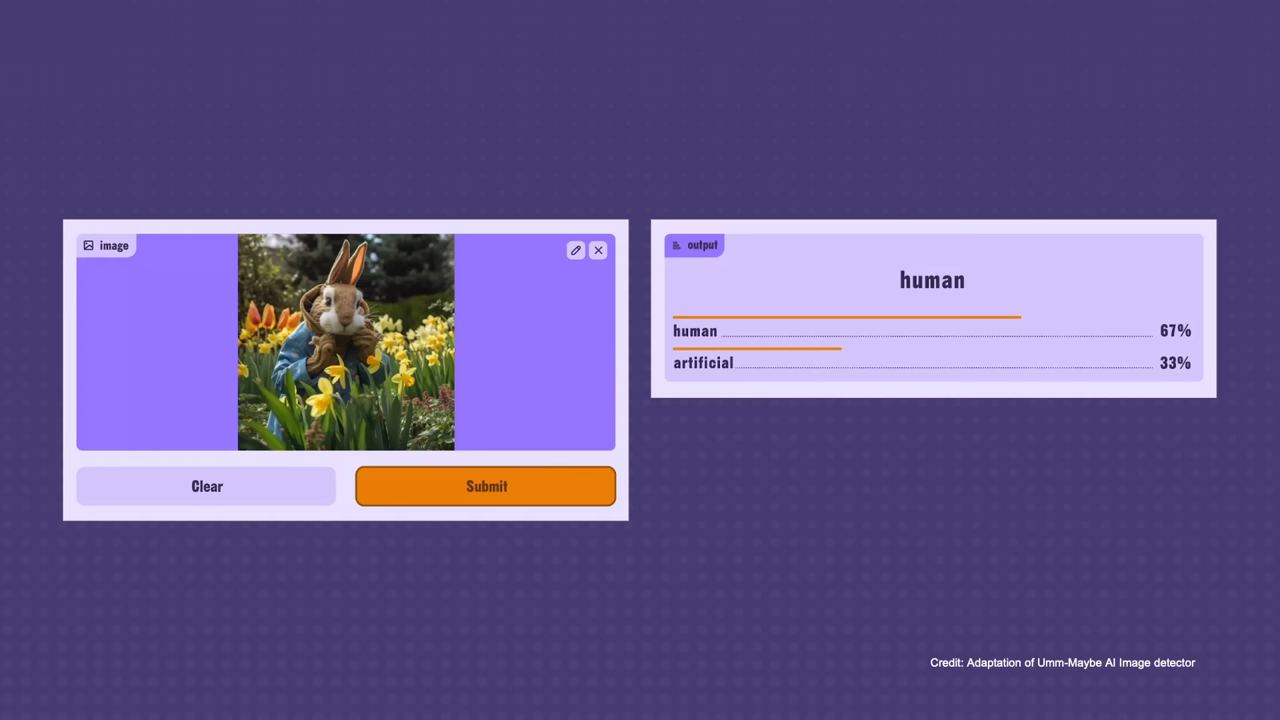 image
Clear
Submit
output
human
human 67%
artificial 33%
Credit: Adaptation of Umm-Maybe AI Image detector